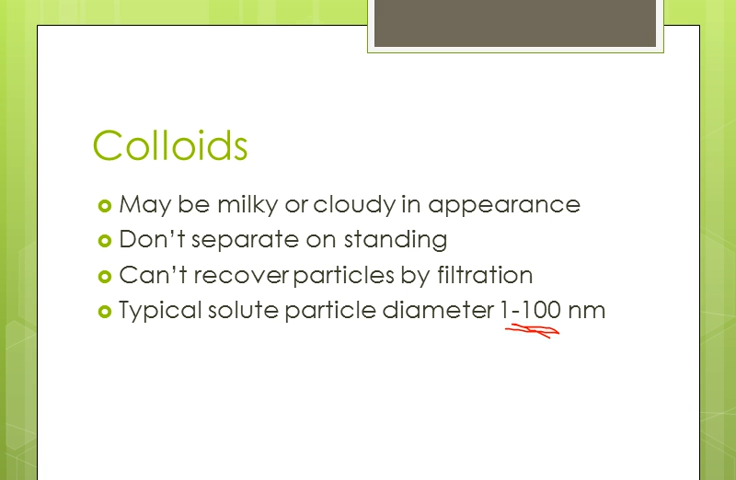 Colloids
May be milky or cloudy in appearance
Don't separate on standing
Can't recover particles by filtration
Typical solute particle diameter 1-100 nm